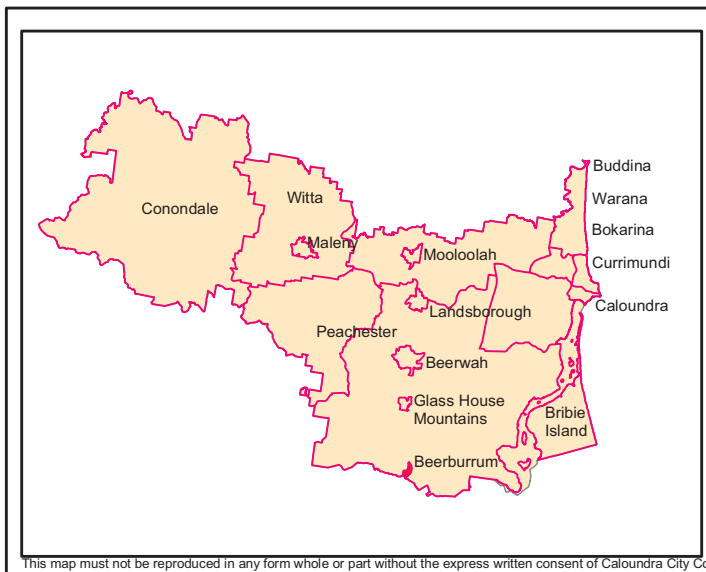 Buddina
Witta
Warana
Conondale
Bokarina
Maleny
Mooloolah
Currimundi
Caloundra
Landsborough
Peachester
Beerwah
Glass House
Mountains
Bribie
Island
Beerburrum
This map must not be reproduced in any form whole or part without the express written consent of Caloundra City Co